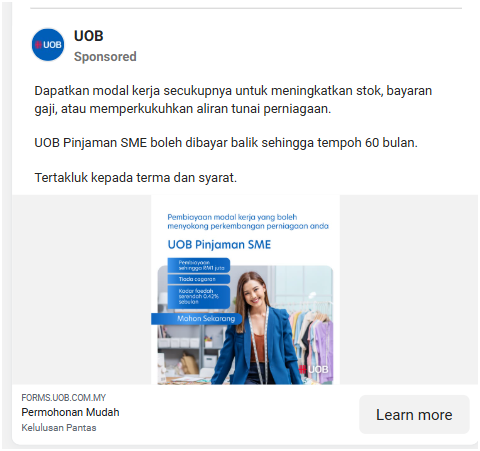 UOB
UOB
Sponsored
Dapatkan modal kerja secukupnya untuk meningkatkan stok, bayaran
gaji, atau memperkukuhkan aliran tunai perniagaan.
UOB Pinjaman SME boleh dibayar balik sehingga tempoh 60 bulan.
Tertakluk kepada terma dan syarat.
Pembiayaan modal kerja yang boleh
menyokong perkembangan perniagaan anda
UOB Pinjaman SME
Pembiayaan
sehingga RM1 juta
Tiada cagaran
Kadar faedah
serendah 0.42%
sebulan
Mohon Sekarang
UOB
FORMS.UOB.COM.MY
Permohonan Mudah
Kelulusan Pantas
Learn more